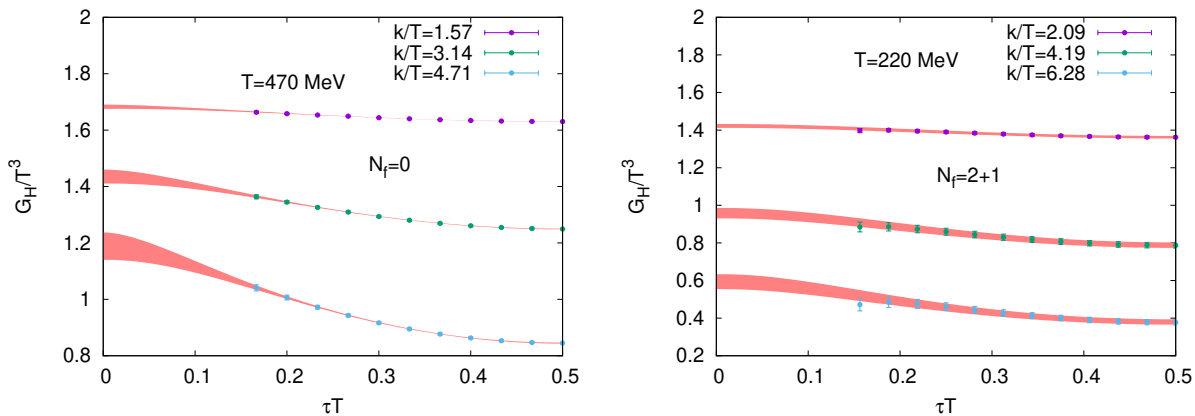 2
1.8
1.6
1.4
1.2
1
0.8
G_H/T^3
k/T=1.57
k/T=3.14
k/T=4.71
T=470 MeV
N_f=0
0
0.1
0.2
0.3
0.4
0.5
τT
2
1.8
1.6
1.4
1.2
1
0.8
0.6
0.4
0.2
G_H/T^3
k/T=2.09
k/T=4.19
k/T=6.28
T=220 MeV
N_f=2+1
0
0.1
0.2
0.3
0.4
0.5
τT